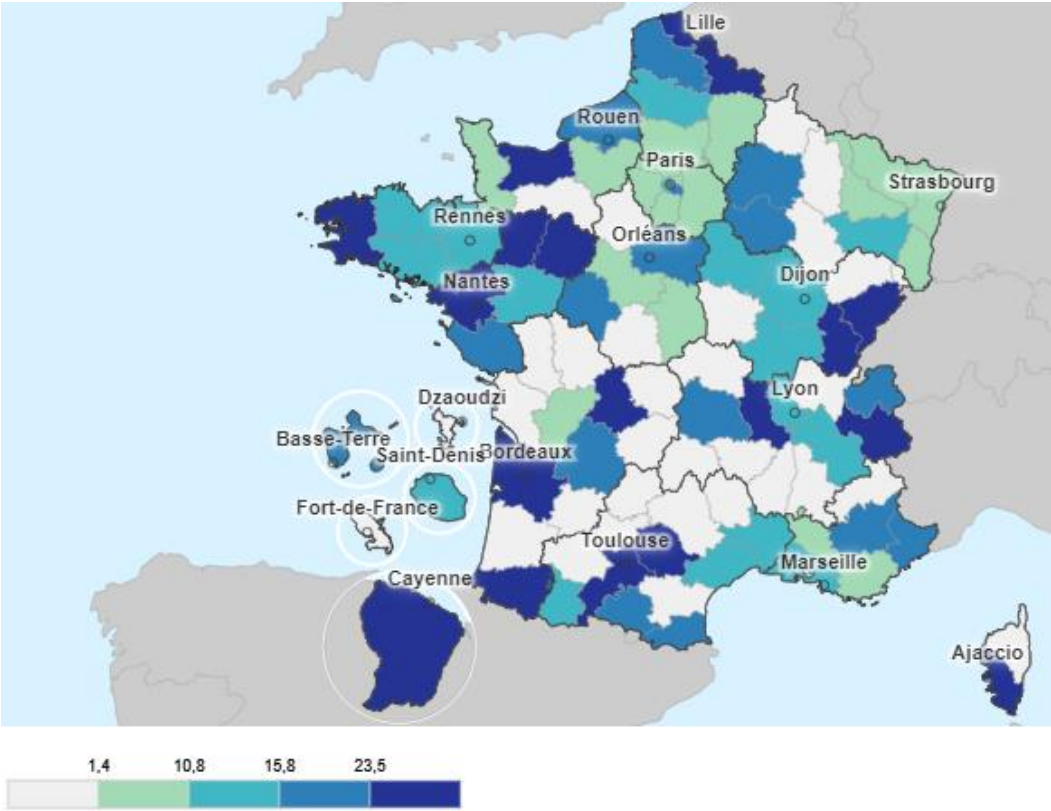 Lille
Rouen
Paris
Strasbourg
Rennes
Orléans
Nantes
Dijon
Lyon
Dzaoudzi
Basse-Terre
Saint-Denis
Bordeaux
Fort-de-France
Toulouse
Marseille
Cayenne
Ajaccio
1,4 10,8 15,8 23,5